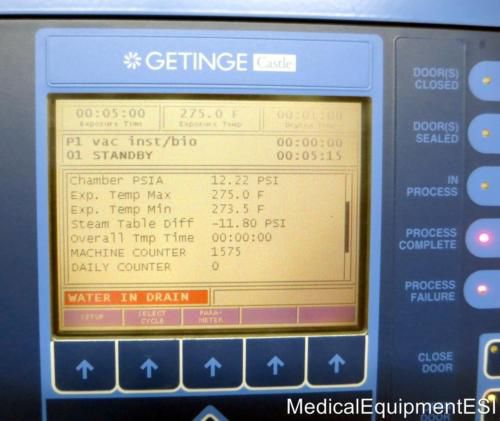 GETINGE Castle
00:05:00 275.0 F 00:01:00
Exposure Time Exposure Temp Drying Time
P1 vac inst/bio 00:00:00
01 STANDBY 00:05:15
Chamber PSIA 12.22 PSI
Exp. Temp Max 275.0 F
Exp. Temp Min 273.5 F
Steam Table Diff -11.80 PSI
Overall Tmp Time 00:00:00
MACHINE COUNTER 1575
DAILY COUNTER 0
WATER IN DRAIN
SETUP SELECT CYCLE PARA-METER
DOOR(S)
CLOSED
DOOR(S)
SEALED
IN
PROCESS
PROCESS
COMPLETE
PROCESS
FAILURE
CLOSE
DOOR
DOOR
MedicalEquipmentESI